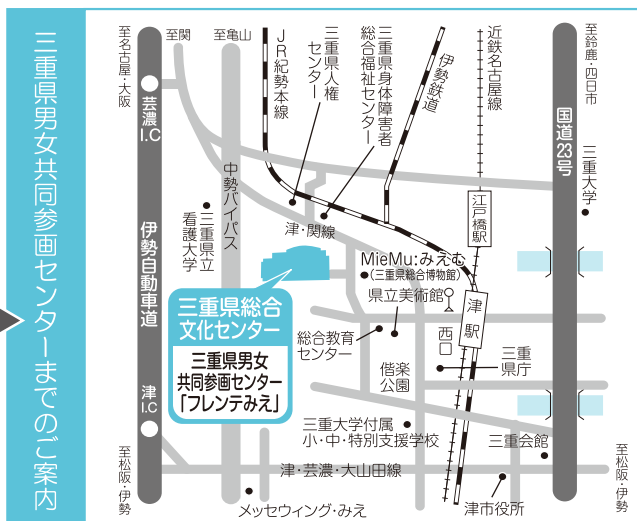 三重県男女共同参画センターまでのご案内
至名古屋・大阪
至関
至亀山
JR紀勢本線
三重県人権
センター
三重県身体障害者
総合福祉センター
伊勢鉄道
近鉄名古屋線
至鈴鹿・四日市
芸濃
I.C
国道23号
三重大学
中勢バイパス
三重県立
看護大学
津・関線
江戸橋駅
伊勢自動車道
MieMu:みえむ
(三重県総合博物館)
県立美術館
三重県総合
文化センター
津駅
西口
総合教育
センター
三重県男女
共同参画センター
「フレンテみえ」
偕楽
公園
三重
県庁
津
I.C
三重大学付属
小・中・特別支援学校
三重会館
至松阪・伊勢
津・芸濃・大山田線
至松阪・伊勢
メッセウィング・みえ
津市役所